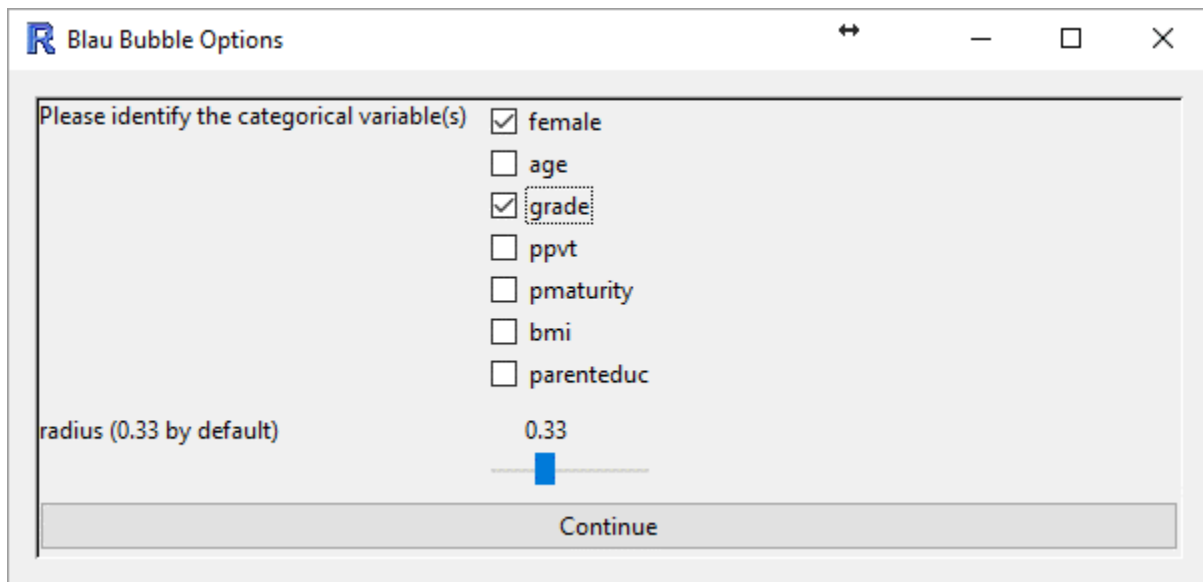 Blau Bubble Options
Please identify the categorical variable(s)
female
age
grade
ppvt
pmaturity
bmi
parenteduc
radius (0.33 by default)
0.33
Continue